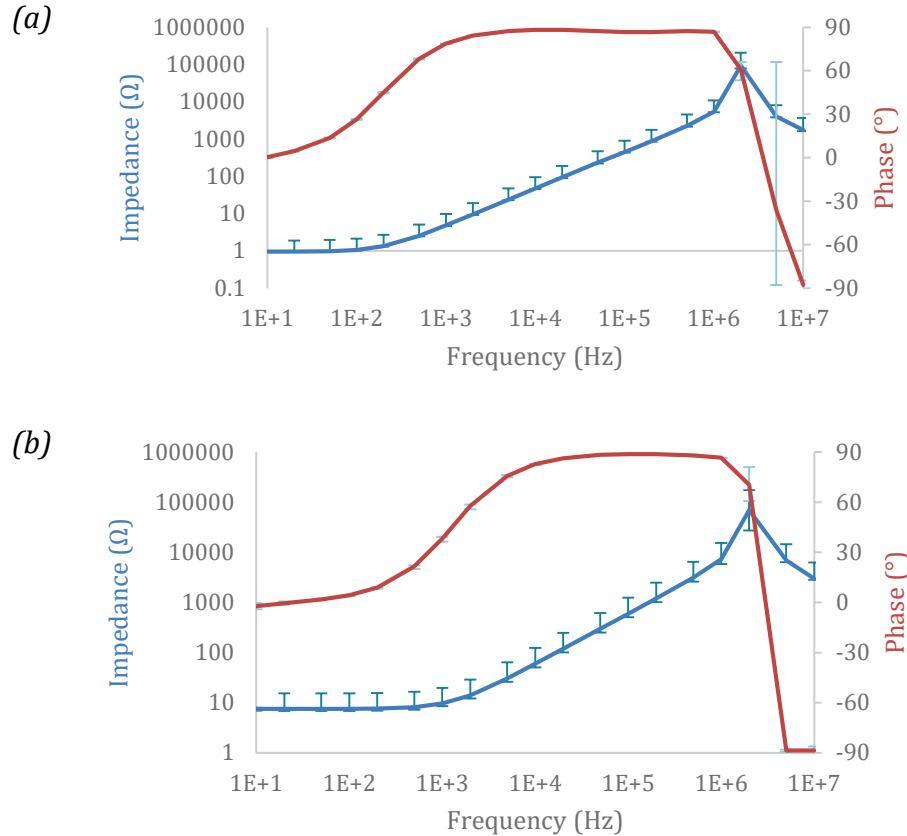 (a)
Impedance (Ω)
1000000
100000
10000
1000
100
10
1
0.1
90
60
30
0
-30
-60
-90
Phase (°)
1E+1 1E+2 1E+3 1E+4 1E+5 1E+6 1E+7
Frequency (Hz)
(b)
Impedance (Ω)
1000000
100000
10000
1000
100
10
1
90
60
30
0
-30
-60
-90
Phase (°)
1E+1 1E+2 1E+3 1E+4 1E+5 1E+6 1E+7
Frequency (Hz)